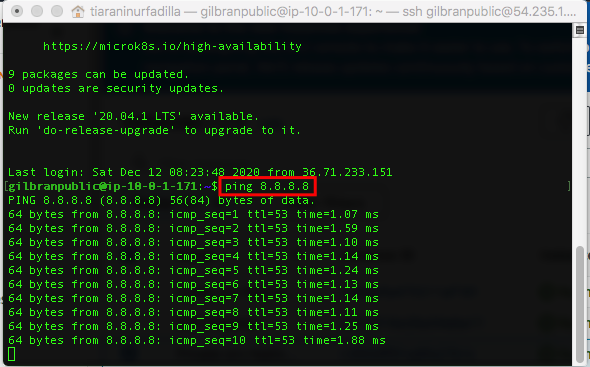 tiaraninurfadilla — gilbranpublic@ip-10-0-1-171: ~ — ssh gilbranpublic@54.235.1....
https://microk8s.io/high-availability
9 packages can be updated.
0 updates are security updates.
New release '20.04.1 LTS' available.
Run 'do-release-upgrade' to upgrade to it.
Last login: Sat Dec 12 08:23:48 2020 from 36.71.233.151
[gilbranpublic@ip-10-0-1-171:~$ ping 8.8.8.8 ]
PING 8.8.8.8 (8.8.8.8) 56(84) bytes of data.
64 bytes from 8.8.8.8: icmp_seq=1 ttl=53 time=1.07 ms
64 bytes from 8.8.8.8: icmp_seq=2 ttl=53 time=1.59 ms
64 bytes from 8.8.8.8: icmp_seq=3 ttl=53 time=1.10 ms
64 bytes from 8.8.8.8: icmp_seq=4 ttl=53 time=1.14 ms
64 bytes from 8.8.8.8: icmp_seq=5 ttl=53 time=1.24 ms
64 bytes from 8.8.8.8: icmp_seq=6 ttl=53 time=1.13 ms
64 bytes from 8.8.8.8: icmp_seq=7 ttl=53 time=1.14 ms
64 bytes from 8.8.8.8: icmp_seq=8 ttl=53 time=1.11 ms
64 bytes from 8.8.8.8: icmp_seq=9 ttl=53 time=1.25 ms
64 bytes from 8.8.8.8: icmp_seq=10 ttl=53 time=1.88 ms